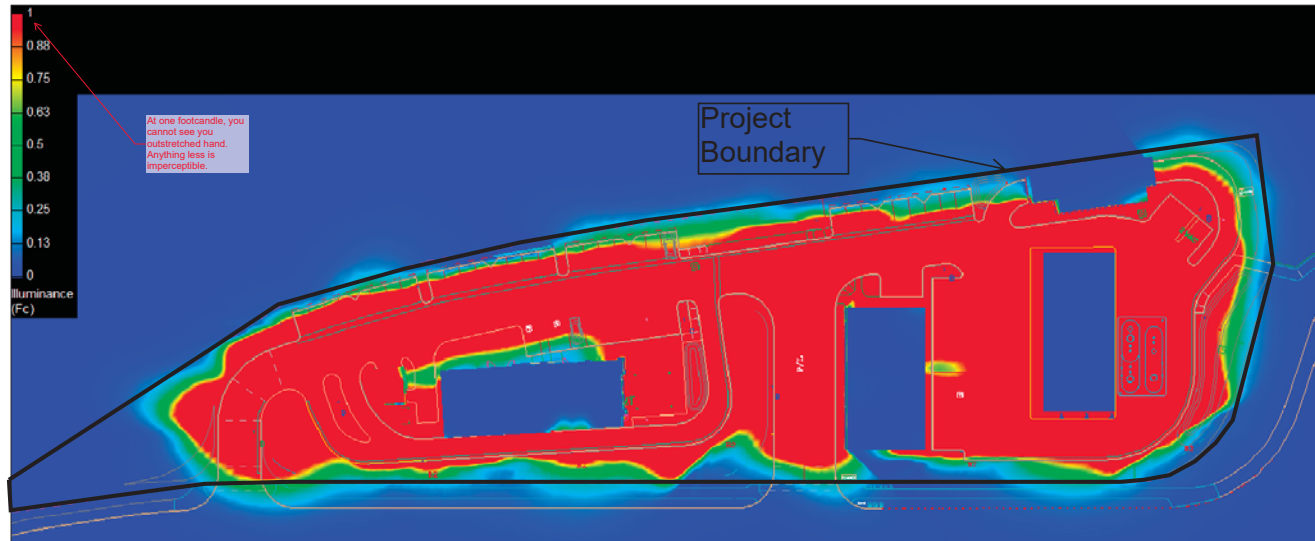 1
0.88
0.75
0.63
0.5
0.38
0.25
0.13
0
Illuminance
(Fc)
At one footcandle, you
cannot see you
outstretched hand.
Anything less is
imperceptible.
Project
Boundary